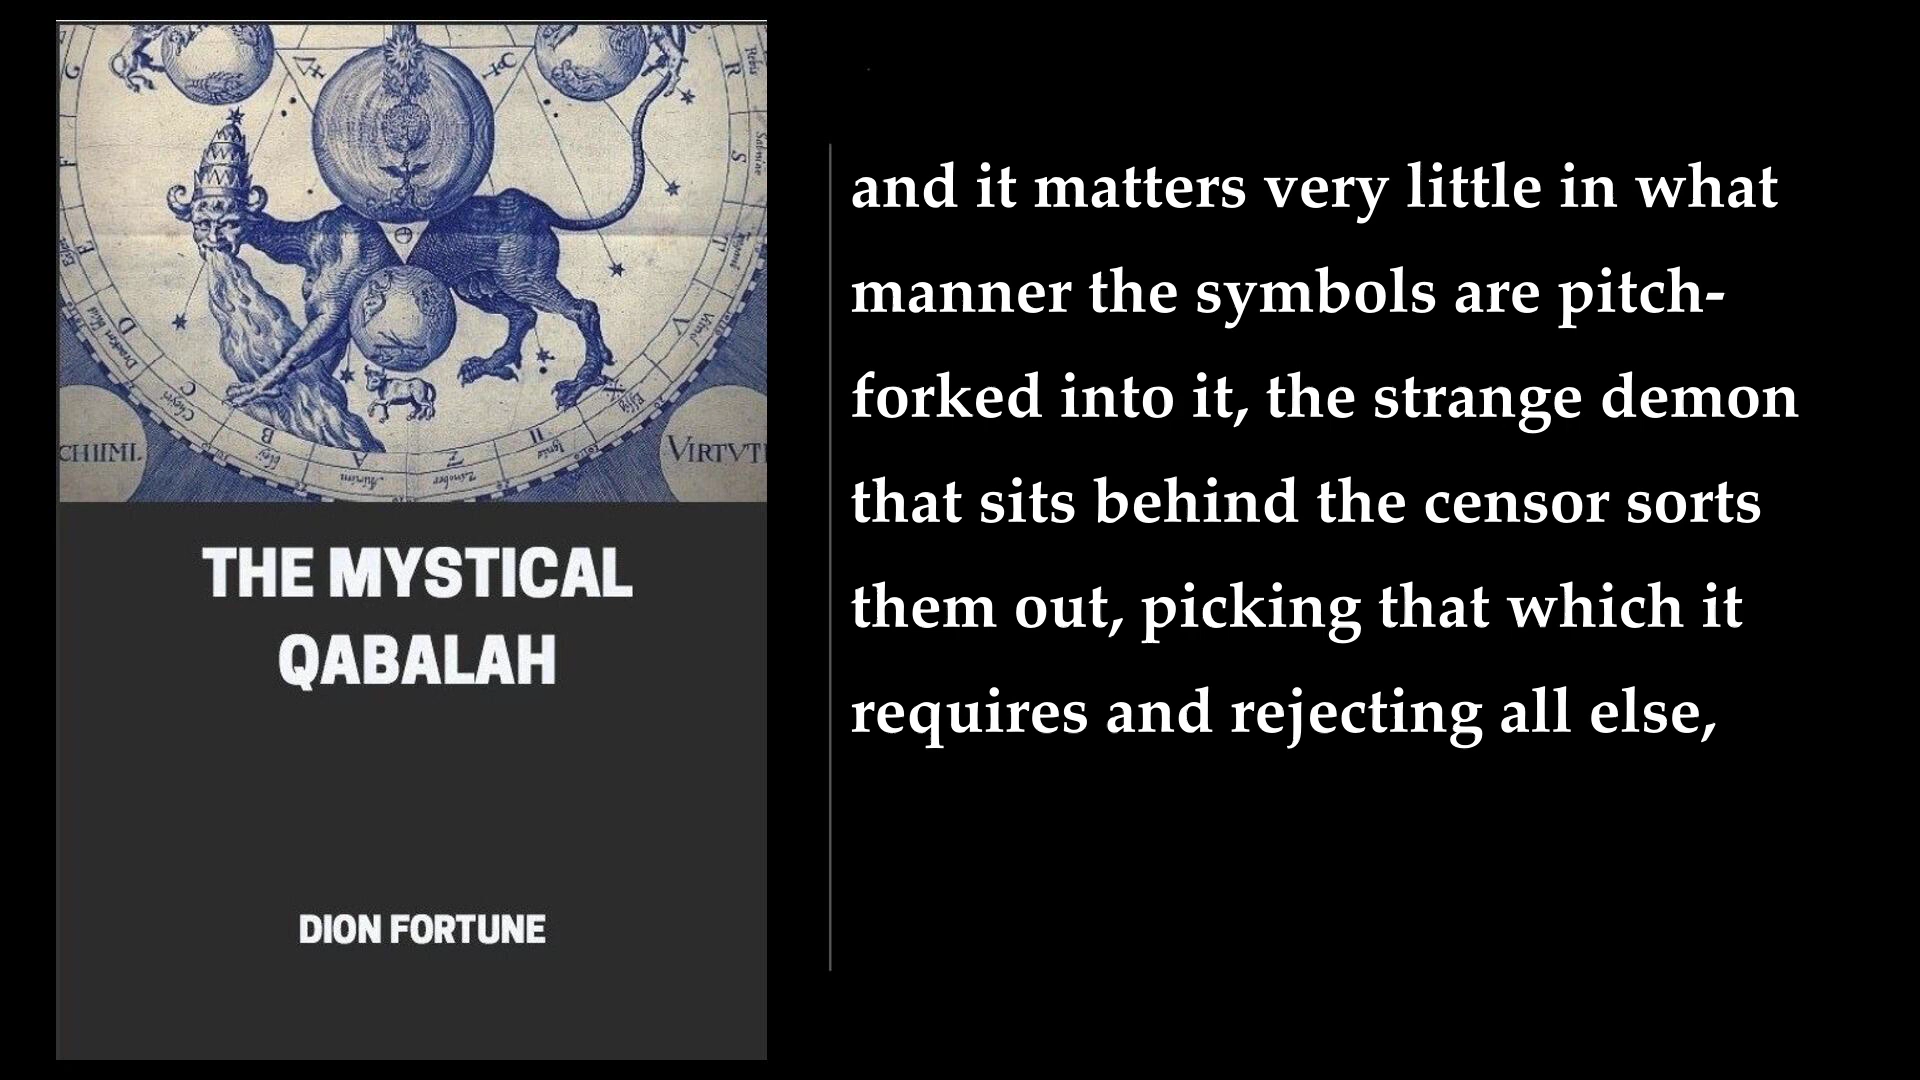 CHIIMI.
VIRTVTI
THE MYSTICAL
QABALAH
DION FORTUNE
and it matters very little in what
manner the symbols are pitch-
forked into it, the strange demon
that sits behind the censor sorts
them out, picking that which it
requires and rejecting all else,